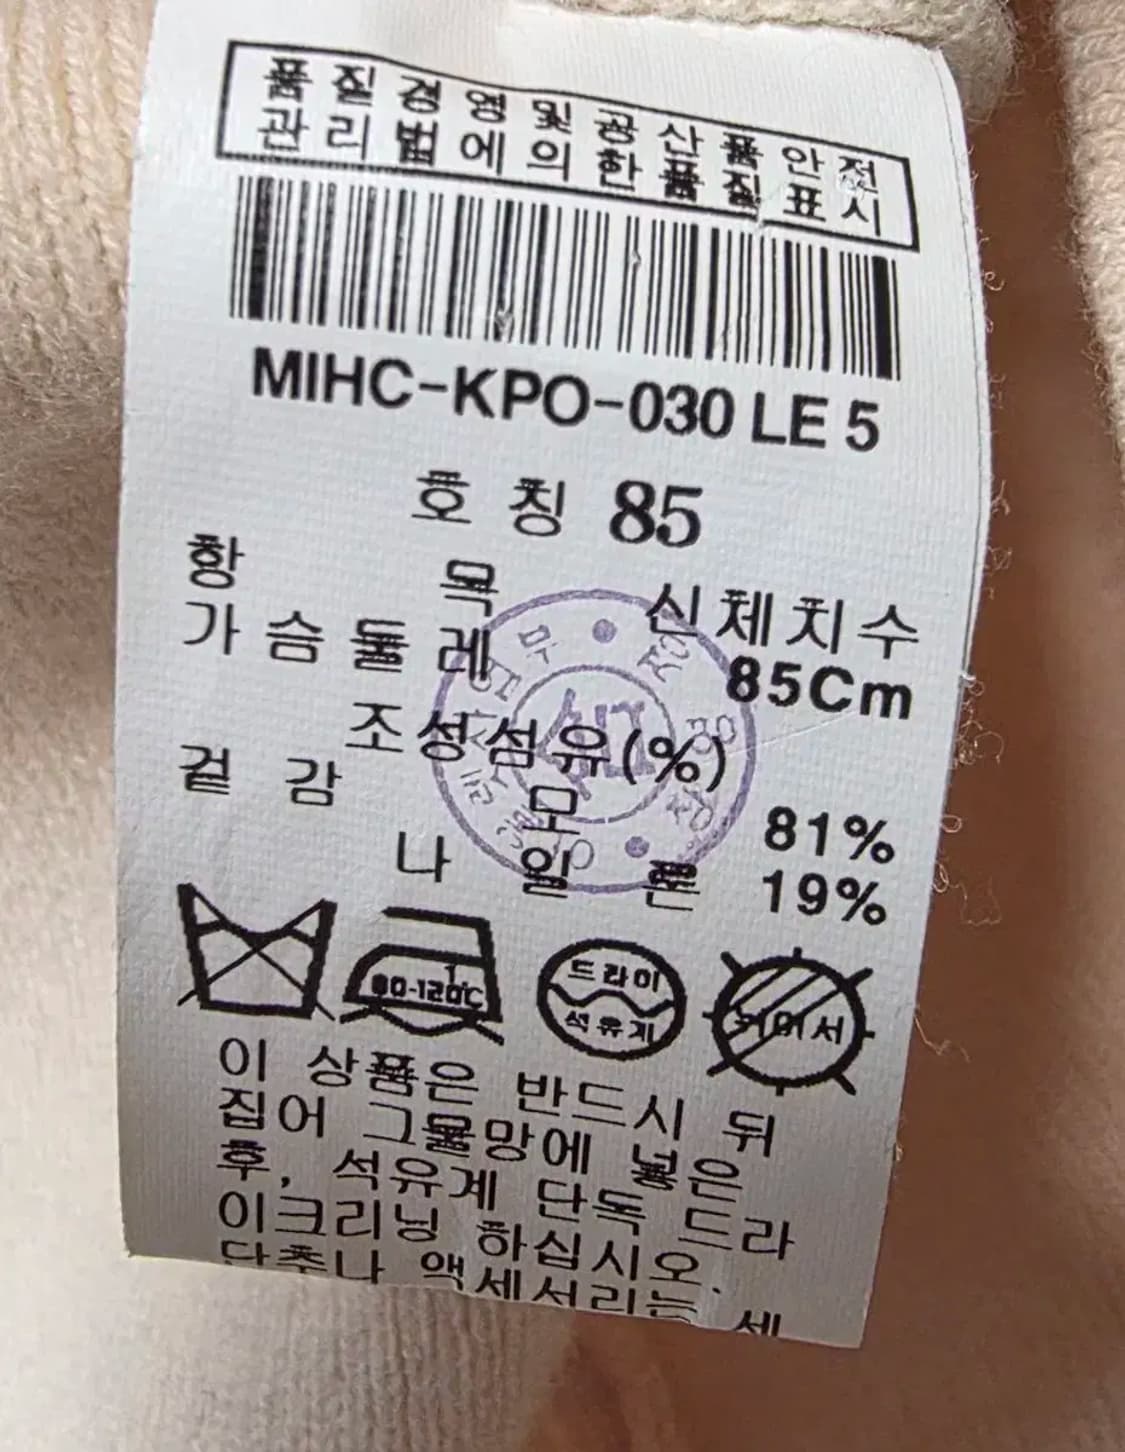 품질경영및공산품안전
관리법에의한품질표시
MIHC-KPO-030 LE 5
호 칭 85
항 목 신체치수
가슴둘레 85Cm
조성섬유(%)
겉 감
모 81%
나 일 론 19%
80-120℃
드라이
석유계
이 상품은 반드시 뒤
집어 그물망에 넣은
후, 석유계 단독 드라
이크리닝 하십시오.
단추나 액세서리는 세